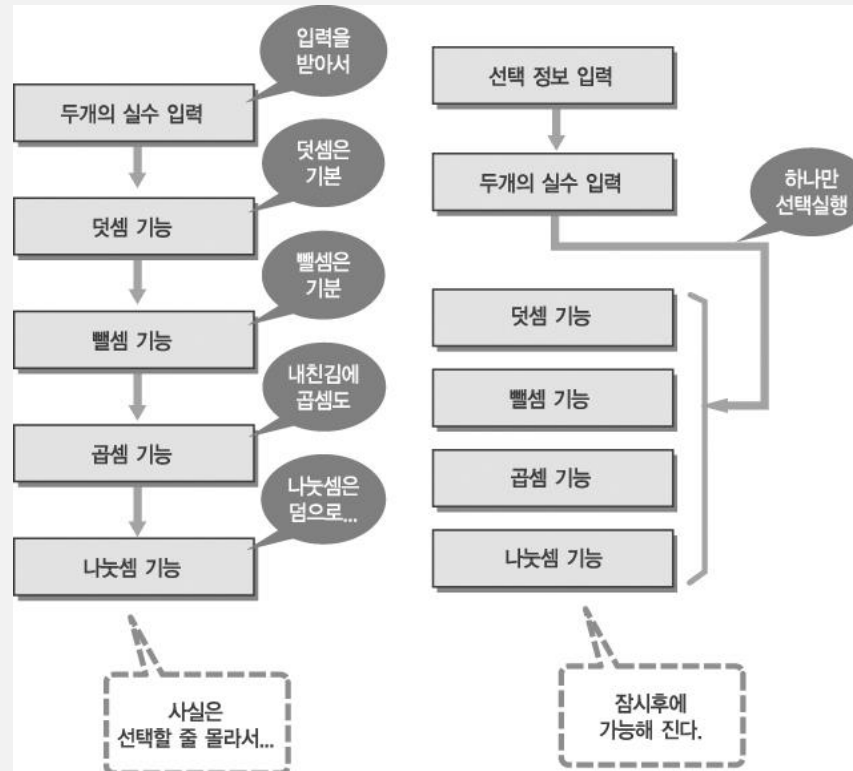 입력을
받아서
두개의 실수 입력
덧셈은
기본
덧셈 기능
뺄셈은
기분
뺄셈 기능
내친김에
곱셈도
곱셈 기능
나눗셈은
덤으로...
나눗셈 기능
사실은
선택할 줄 몰라서...
선택 정보 입력
두개의 실수 입력
하나만
선택실행
덧셈 기능
뺄셈 기능
곱셈 기능
나눗셈 기능
잠시후에
가능해 진다.